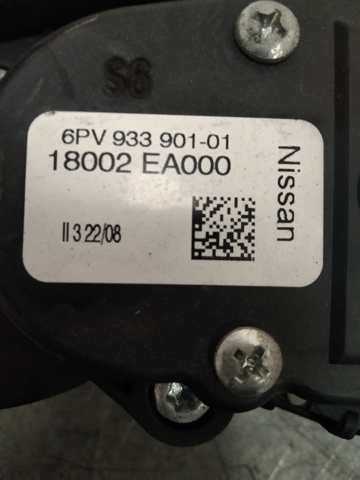 S6
6PV 933 901-01
18002 EA000
Nissan
II 3 22/08